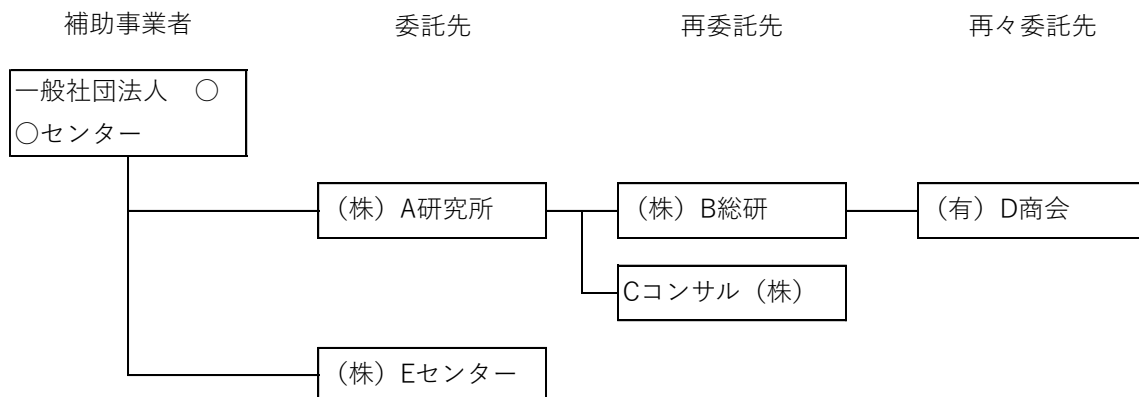 補助事業者 委託先 再委託先 再々委託先
一般社団法人 〇
〇センター
（株）A研究所 （株）B総研 （有）D商会
Cコンサル（株）
（株）Eセンター